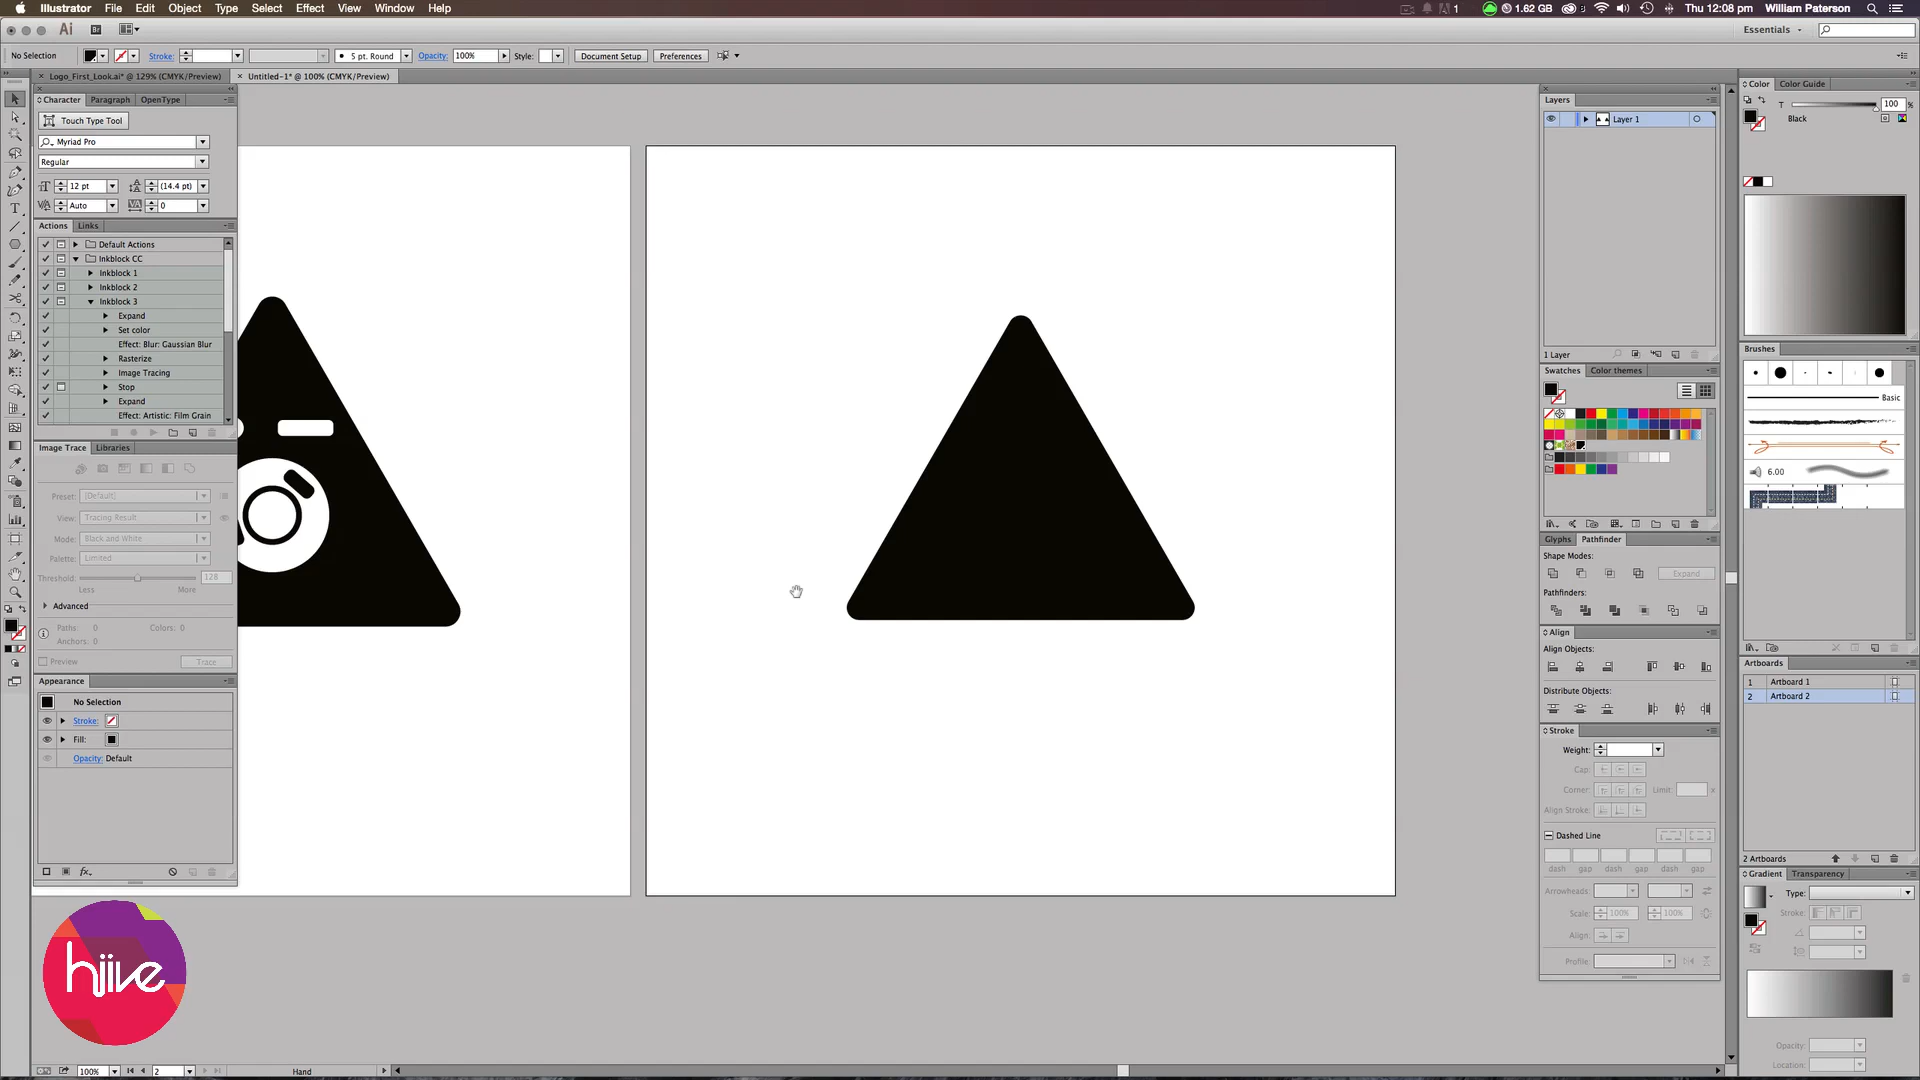 Illustrator File Edit Object Type Select Effect View Window Help
1 1.62 GB Thu 12:08 pm William Paterson
Ai Br Essentials
No Selection Stroke: 5 pt. Round Opacity: 100% Style: Document Setup Preferences
Logo_First_Look.ai* @ 129% (CMYK/Preview) Untitled-1* @ 100% (CMYK/Preview)
Character Paragraph OpenType
Touch Type Tool
Myriad Pro
Regular
12 pt (14.4 pt)
Auto 0
Actions Links
Default Actions
Inkblock CC
Inkblock 1
Inkblock 2
Inkblock 3
Expand
Set color
Effect: Blur: Gaussian Blur
Rasterize
Image Tracing
Stop
Expand
Effect: Artistic: Film Grain
Image Trace Libraries
Preset: [Default]
View: Tracing Result
Mode: Black and White
Palette: Limited
Threshold: 128
Less More
Advanced
Paths: 0 Colors: 0
Anchors: 0
Preview Trace
Appearance
No Selection
Stroke:
Fill:
Opacity: Default
fx
hiive
100% 2 Hand
Layers
Layer 1
1 Layer
Swatches Color themes
Glyphs Pathfinder
Shape Modes:
Expand
Pathfinders:
Align
Align Objects:
Distribute Objects:
Stroke
Weight:
Cap:
Corner: Limit: x
Align Stroke:
Dashed Line
dash gap dash gap dash gap
Arrowheads:
Scale: 100% 100%
Align:
Profile:
Color Color Guide
T 100 %
Black
Brushes
Basic
6.00
Artboards
1 Artboard 1
2 Artboard 2
2 Artboards
Gradient Transparency
Type:
Stroke:
Opacity:
Location: